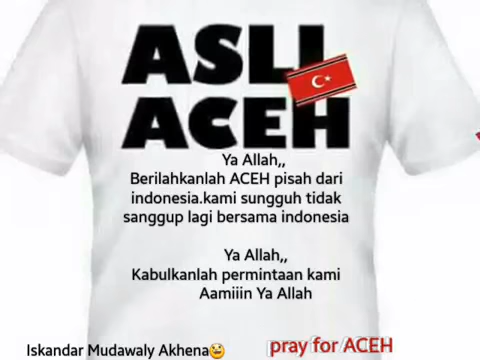 ASLI
ACEH
Ya Allah,,
Berilahkanlah ACEH pisah dari
indonesia.kami sungguh tidak
sanggup lagi bersama indonesia
Ya Allah,,
Kabulkanlah permintaan kami
Aamiiin Ya Allah
Iskandar Mudawaly Akhena😫
pray for ACEH